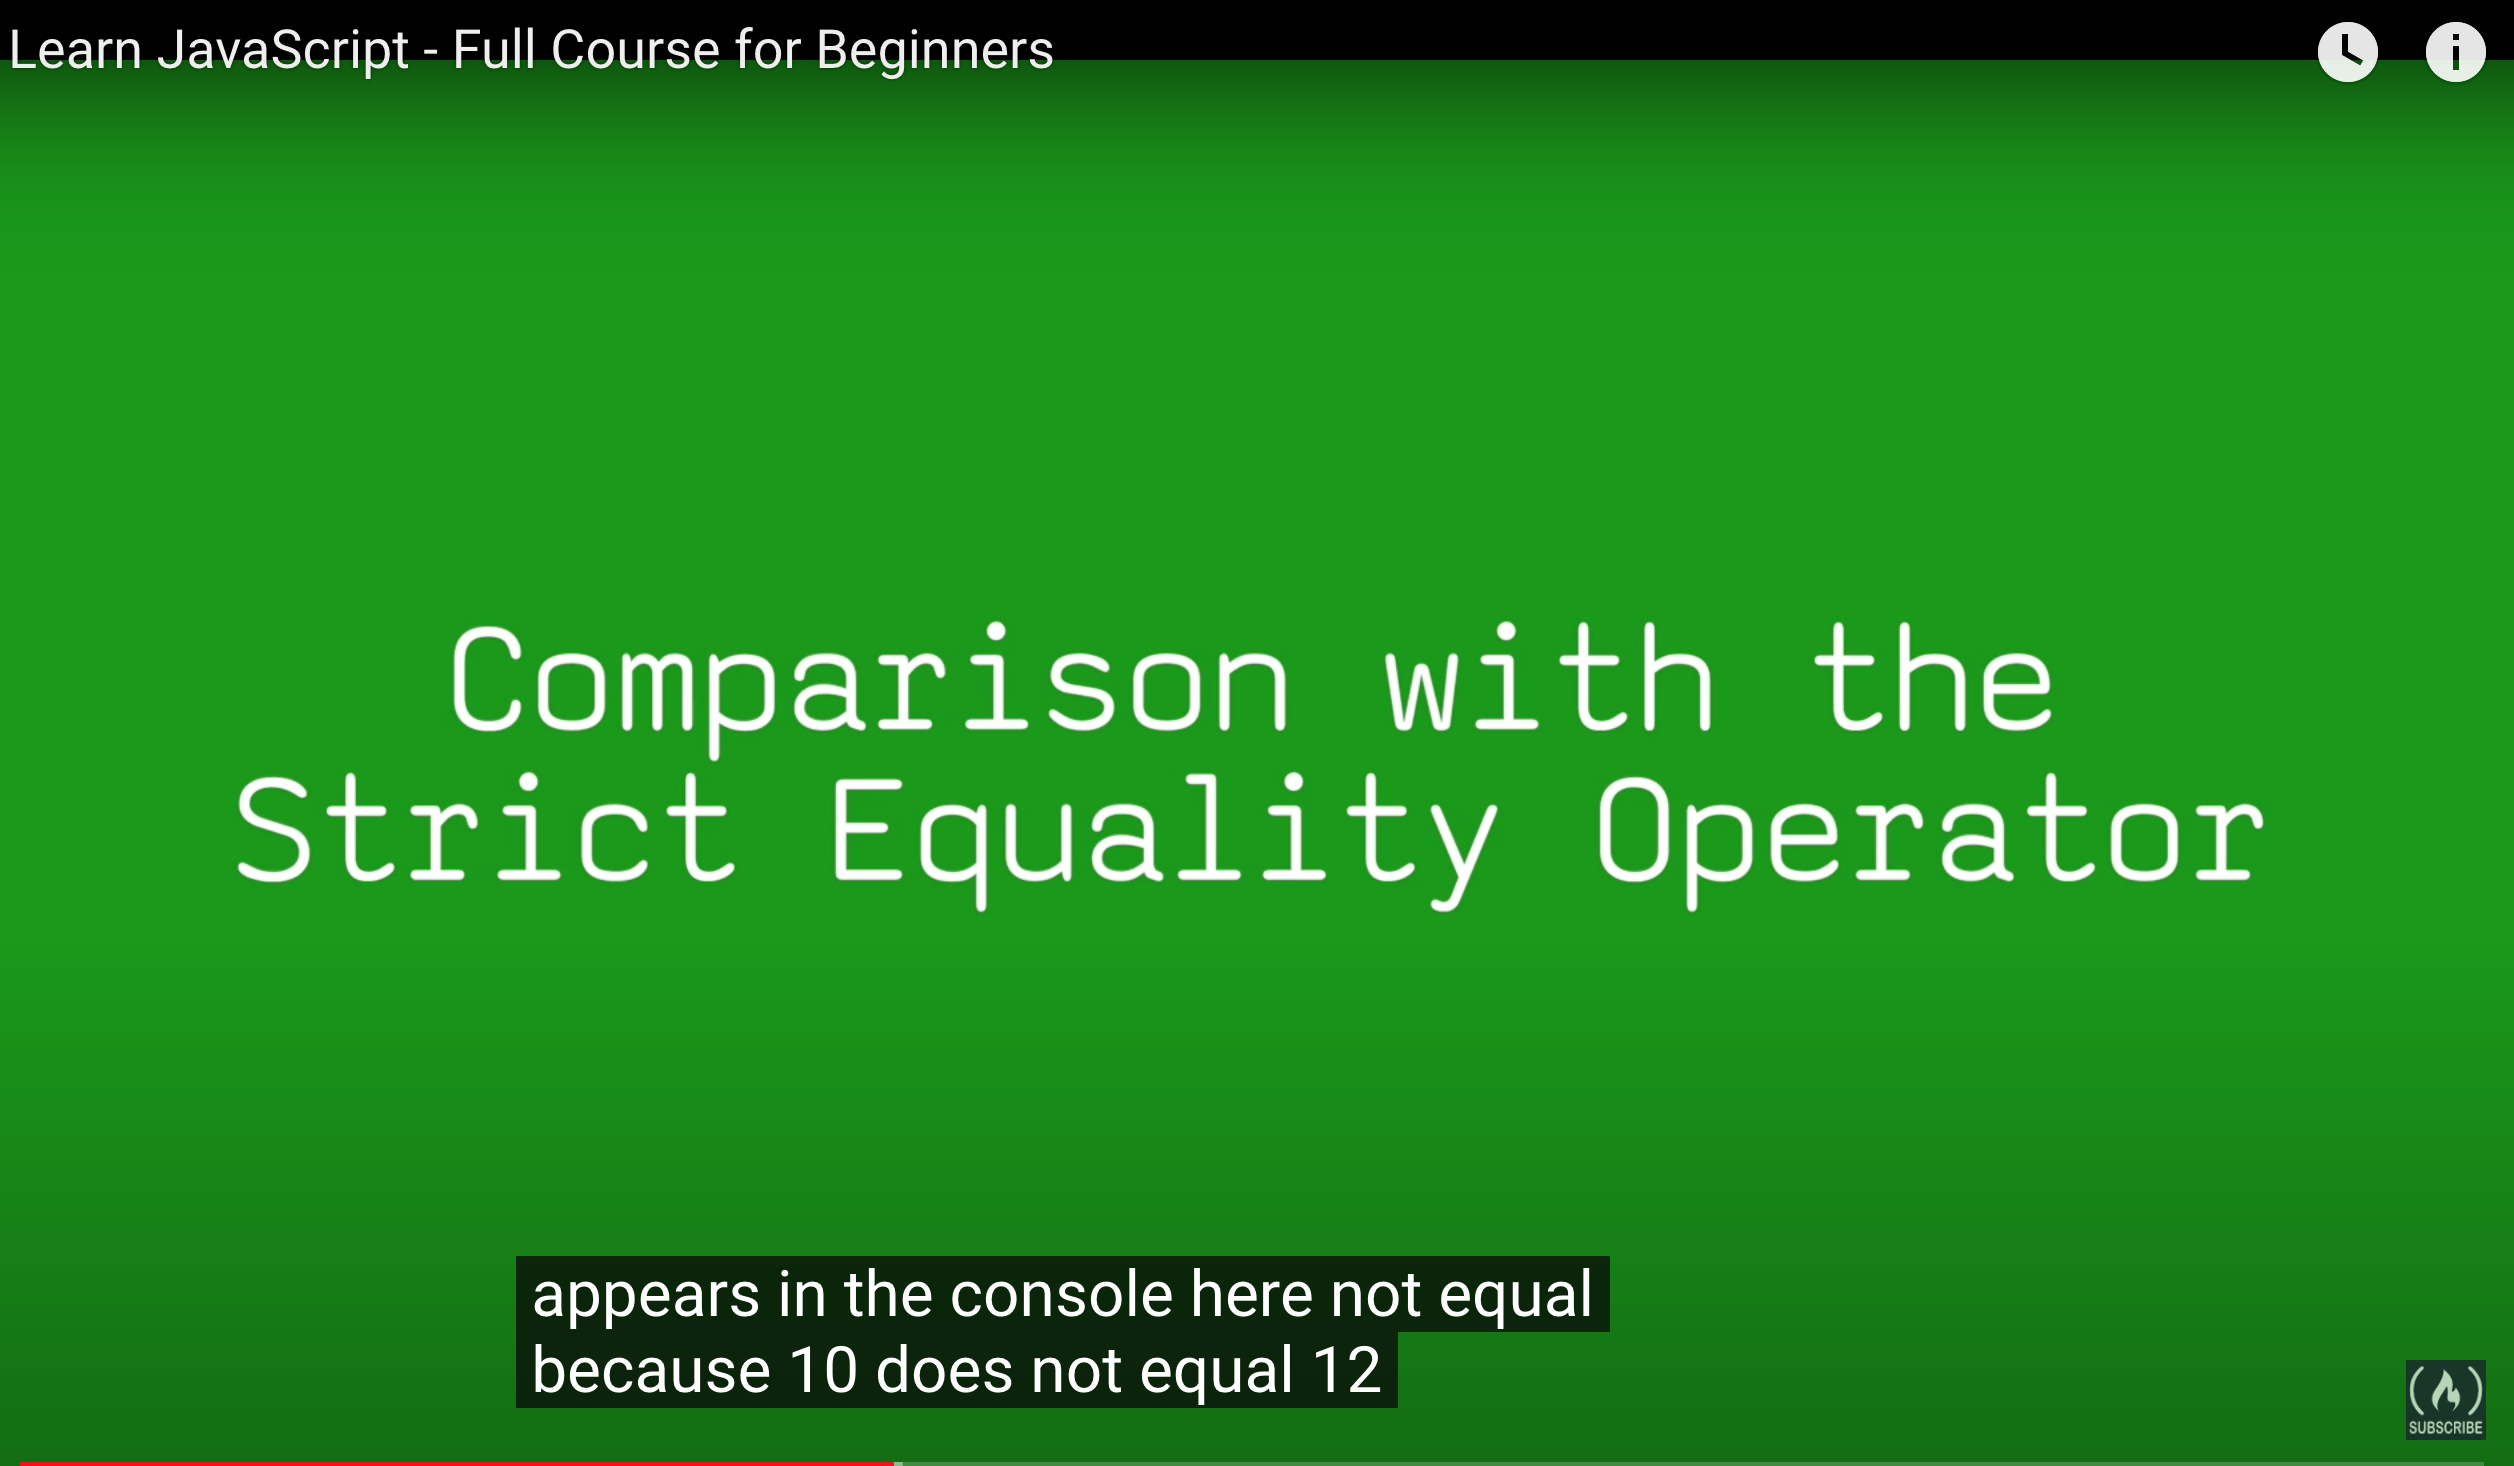 Learn JavaScript - Full Course for Beginners
Comparison with the
Strict Equality Operator
appears in the console here not equal
because 10 does not equal 12
SUBSCRIBE